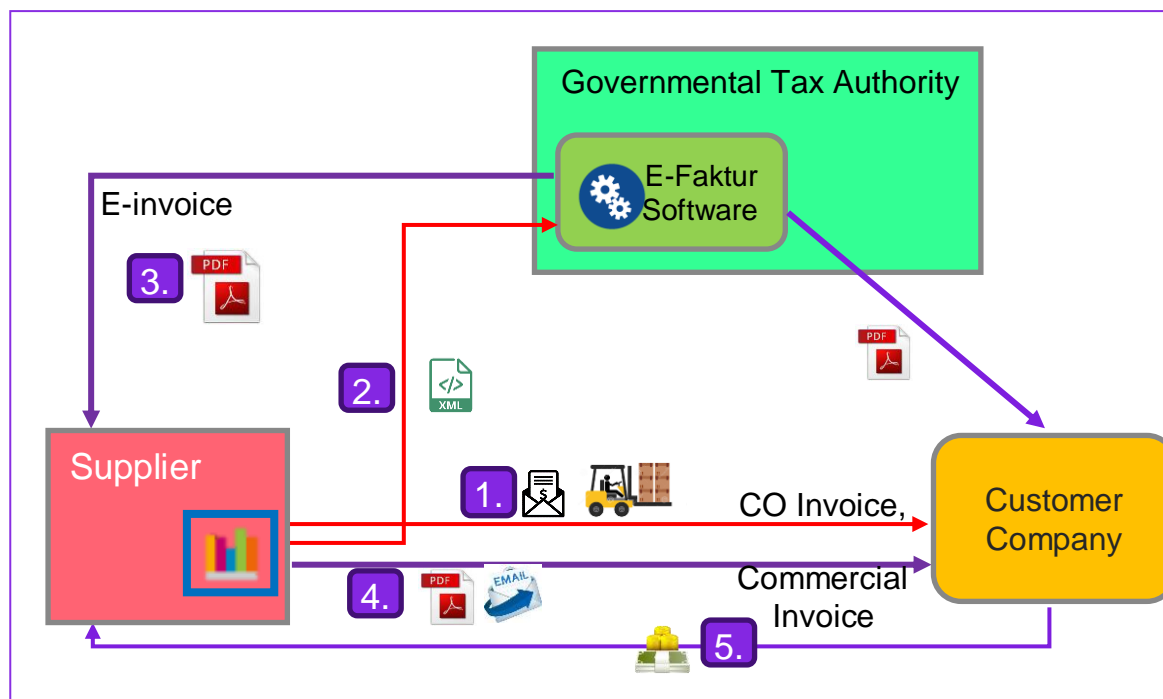 Governmental Tax Authority
E-Faktur
Software
E-invoice
3.
PDF
2.
XML
PDF
Supplier
1.
$
CO Invoice,
Customer
Company
4.
PDF
EMAIL
Commercial
Invoice
5.